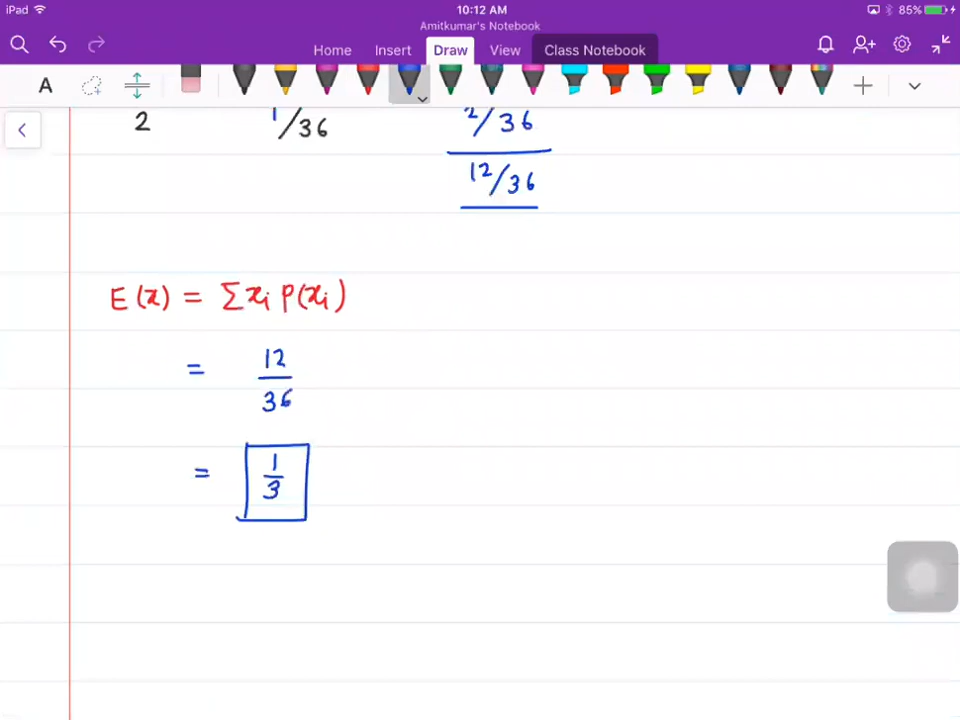 iPad 10:12 AM 85%
Amitkumar's Notebook
Home Insert Draw View Class Notebook
A
2 1/36 2/36
12/36
E(x) = Σxi P(xi)
= 12/36
= 1/3